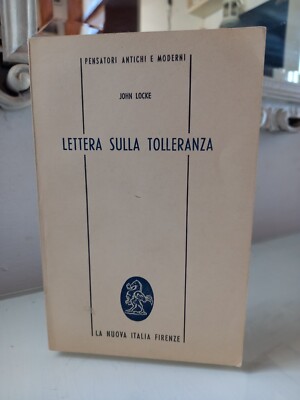 PENSATORI ANTICHI E MODERNI
JOHN LOCKE
LETTERA SULLA TOLLERANZA
LA NUOVA ITALIA FIRENZE